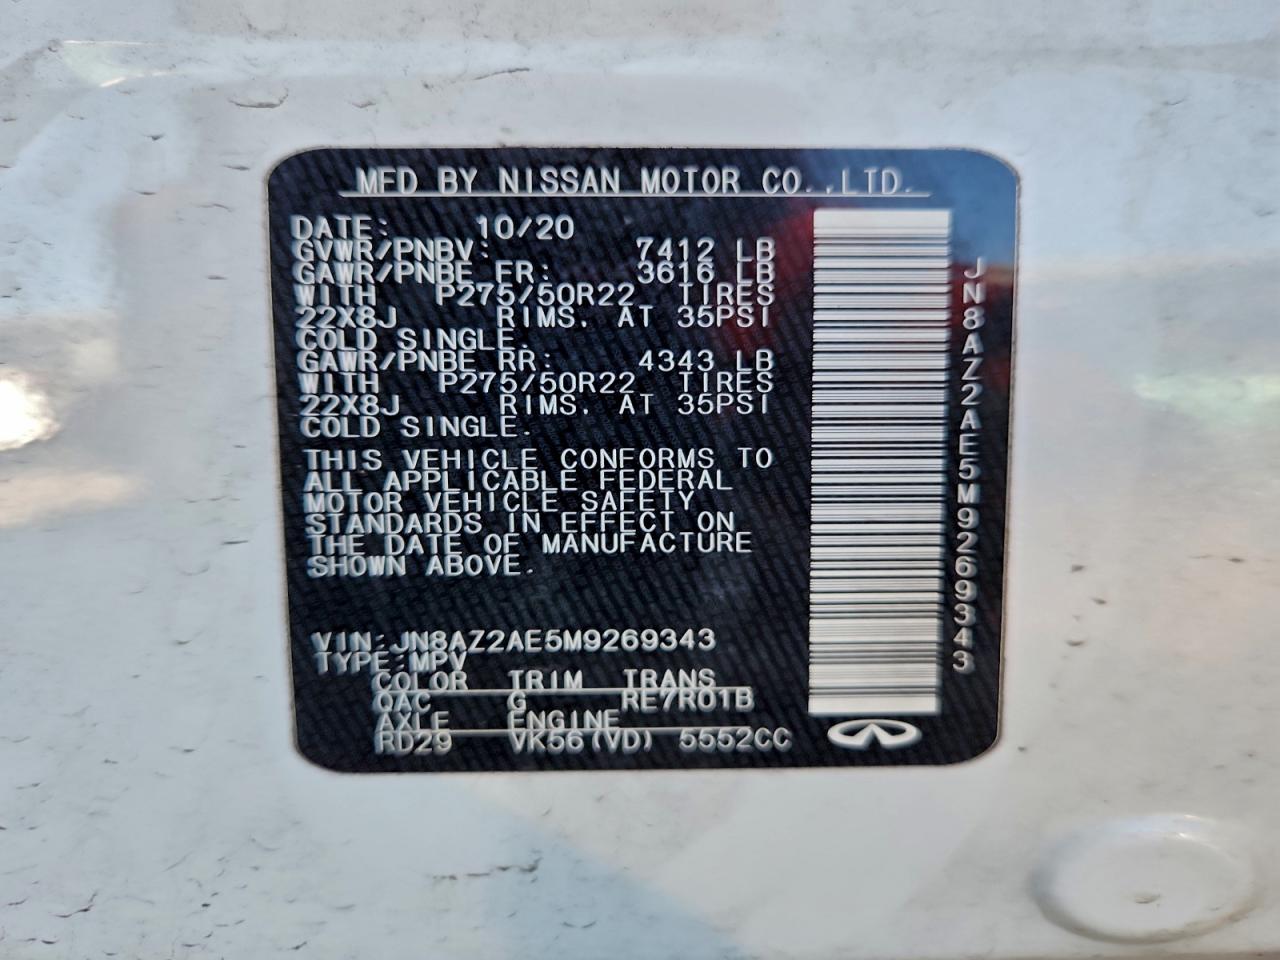 MFD BY NISSAN MOTOR CO.,LTD.
DATE: 10/20
GVWR/PNBV: 7412 LB
GAWR/PNBE FR: 3616 LB
WITH P275/50R22 TIRES
22X8J RIMS. AT 35PSI
COLD SINGLE.
GAWR/PNBE RR: 4343 LB
WITH P275/50R22 TIRES
22X8J RIMS. AT 35PSI
COLD SINGLE.
THIS VEHICLE CONFORMS TO
ALL APPLICABLE FEDERAL
MOTOR VEHICLE SAFETY
STANDARDS IN EFFECT ON
THE DATE OF MANUFACTURE
SHOWN ABOVE.
VIN:JN8AZ2AE5M9269343
TYPE:MPV
COLOR TRIM TRANS
QAC G RE7R01B
AXLE ENGINE
RD29 VK56(VD) 5552CC
JN8AZ2AE5M9269343